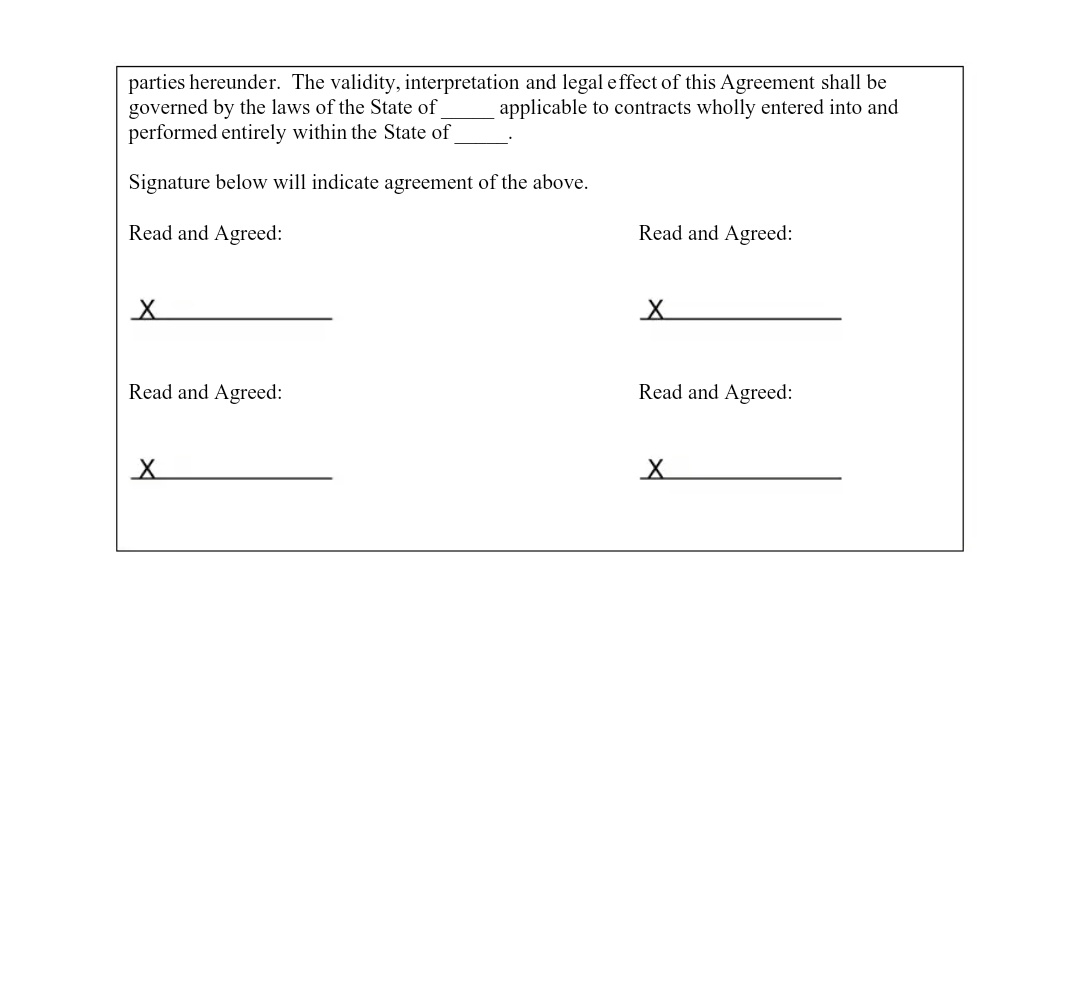 parties hereunder.  The validity, interpretation and legal effect of this Agreement shall be
governed by the laws of the State of _____ applicable to contracts wholly entered into and
performed entirely within the State of _____.
Signature below will indicate agreement of the above.
Read and Agreed: Read and Agreed:
X X
Read and Agreed: Read and Agreed:
X X